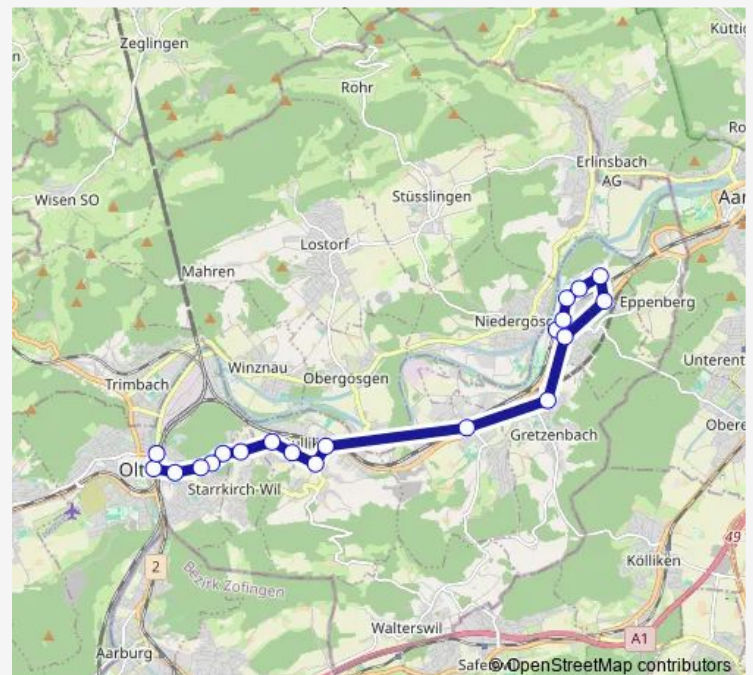 Zeglingen
Küttig
Rohr
Erlinsbach
AG
Wisen SO
Stüsslingen
Aar
Lostorf
Mahren
Eppenberg
Niedergös
Winznau
Unterent
Trimbach
Obergösgen
Gretzenbach
Olt
Starrkirch-Wil
49
Kölliken
2
Bezirk Zofingen
Walterswil
A1
Aarburg
© OpenStreetMap contributors